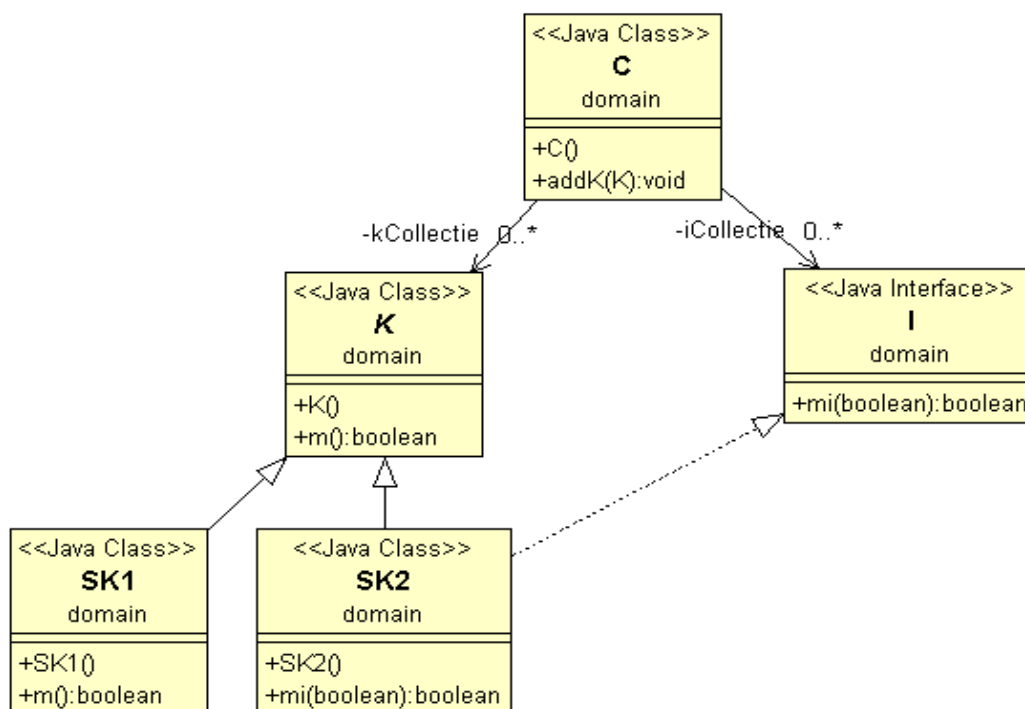 <<Java Class>>
C
domain
+C()
+addK(K):void
-kCollectie 0..*
-iCollectie 0..*
<<Java Class>>
K
domain
+K()
+m():boolean
<<Java Interface>>
I
domain
+mi(boolean):boolean
<<Java Class>>
SK1
domain
+SK1()
+m():boolean
<<Java Class>>
SK2
domain
+SK2()
+mi(boolean):boolean